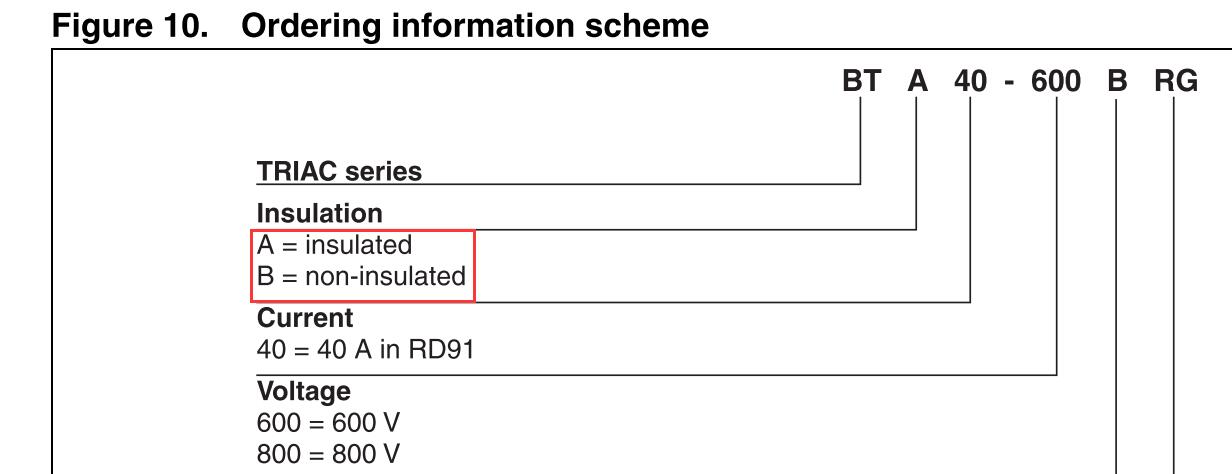 Figure 10. Ordering information scheme
BT A 40 - 600 B RG
TRIAC series
Insulation
A = insulated
B = non-insulated
Current
40 = 40 A in RD91
Voltage
600 = 600 V
800 = 800 V